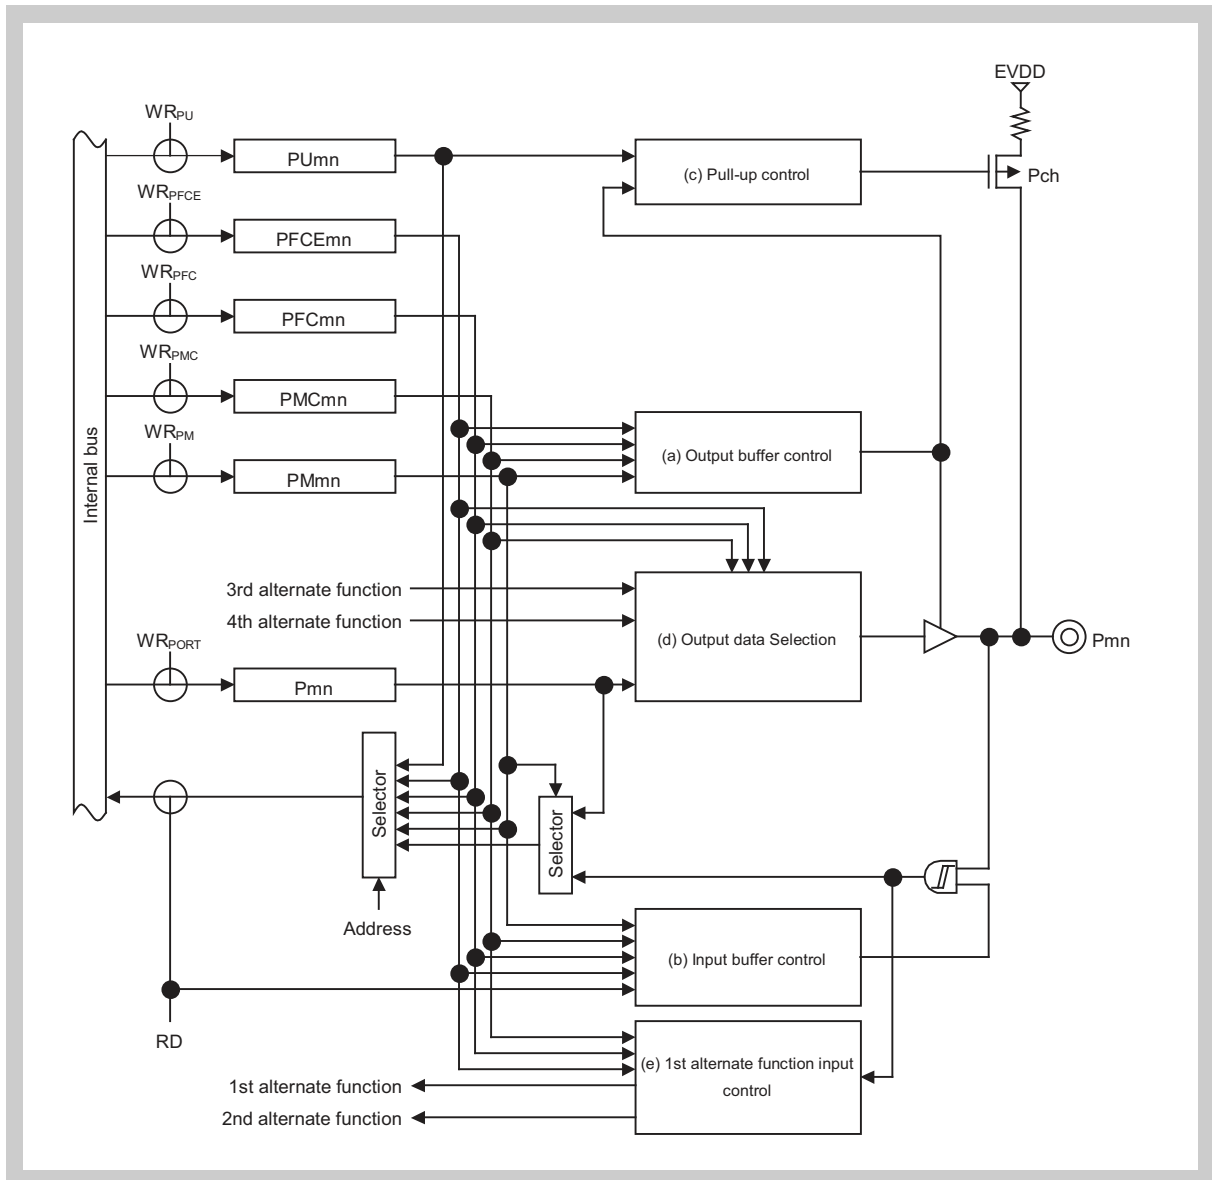 EVDD
WRPU
PUmn
(c) Pull-up control
Pch
WRPFCE
PFCEmn
WRPFC
PFCmn
WRPMC
PMCmn
Internal bus
WRPM
PMmn
(a) Output buffer control
3rd alternate function
4th alternate function
(d) Output data Selection
Pmn
WRPORT
Pmn
Selector
Selector
Address
(b) Input buffer control
RD
(e) 1st alternate function input
control
1st alternate function
2nd alternate function